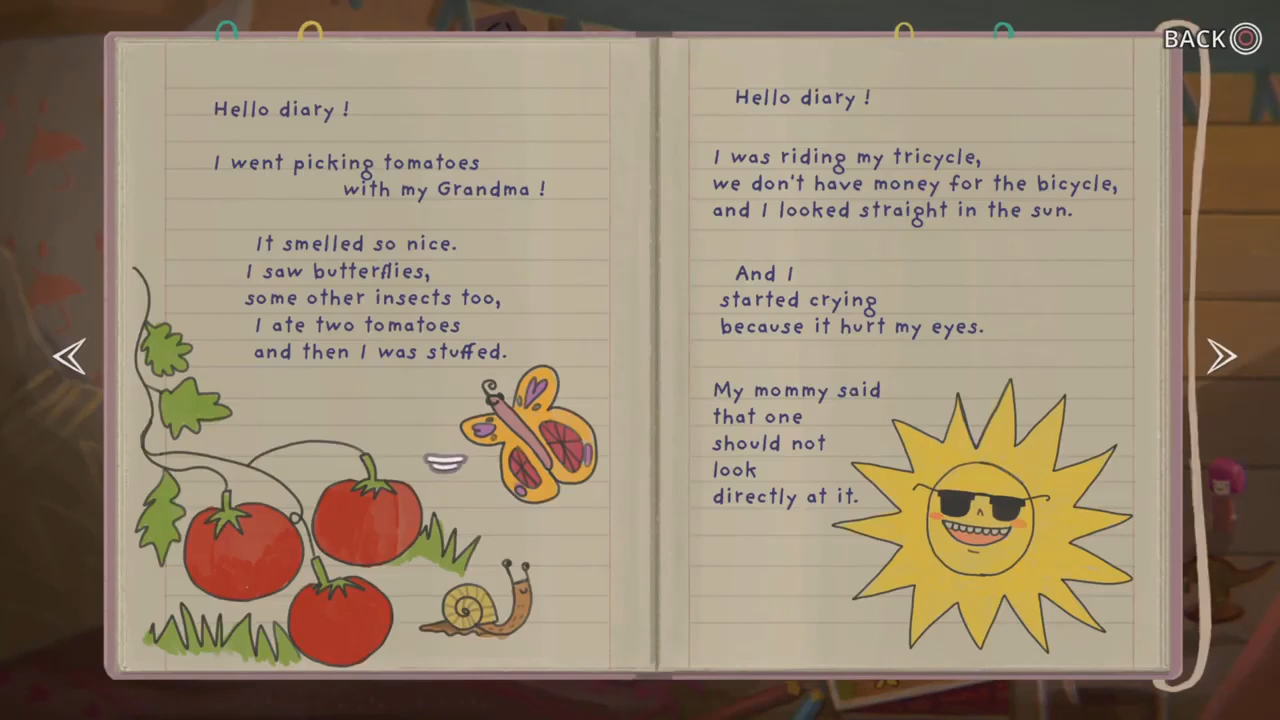 BACK
Hello diary !
I went picking tomatoes
with my Grandma !
It smelled so nice.
I saw butterflies,
some other insects too,
I ate two tomatoes
and then I was stuffed.
Hello diary !
I was riding my tricycle,
we don't have money for the bicycle,
and I looked straight in the sun.
And I
started crying
because it hurt my eyes.
My mommy said
that one
should not
look
directly at it.